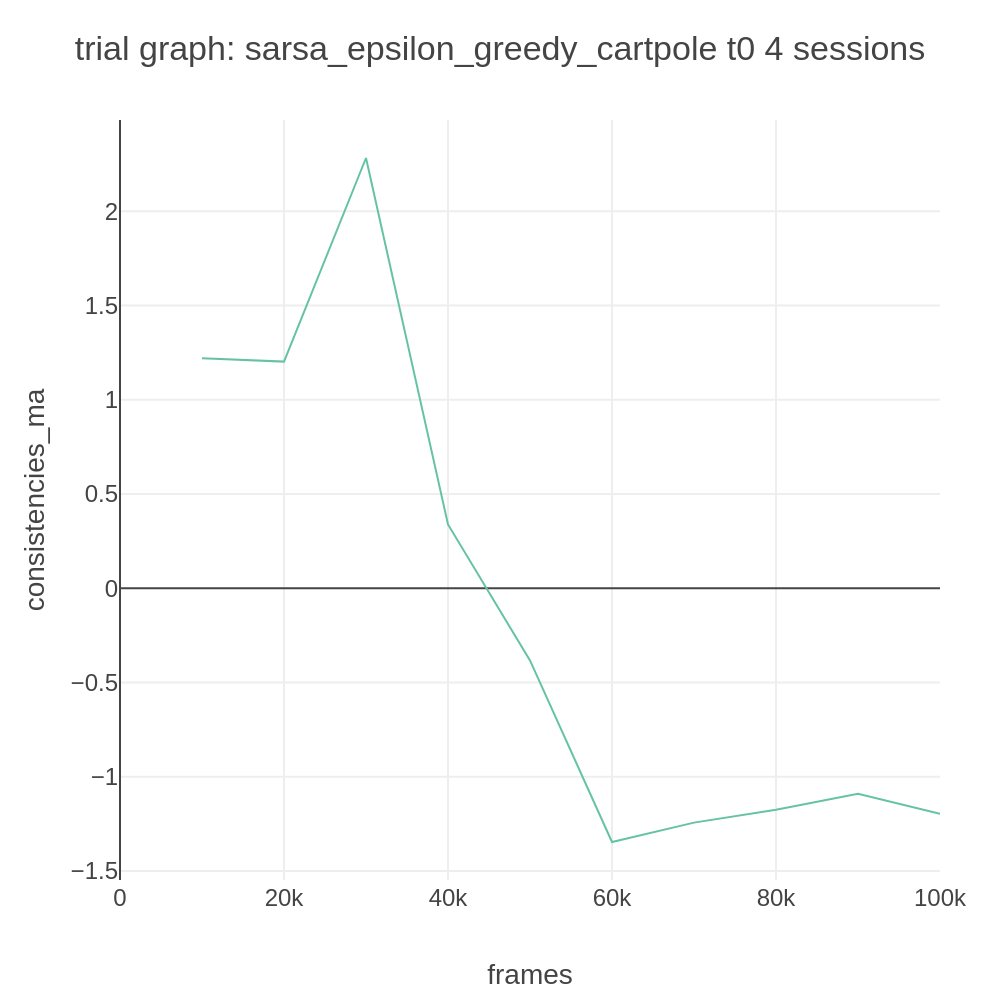 trial graph: sarsa_epsilon_greedy_cartpole t0 4 sessions
consistencies_ma
2
1.5
1
0.5
0
−0.5
−1
−1.5
0
20k
40k
60k
80k
100k
frames